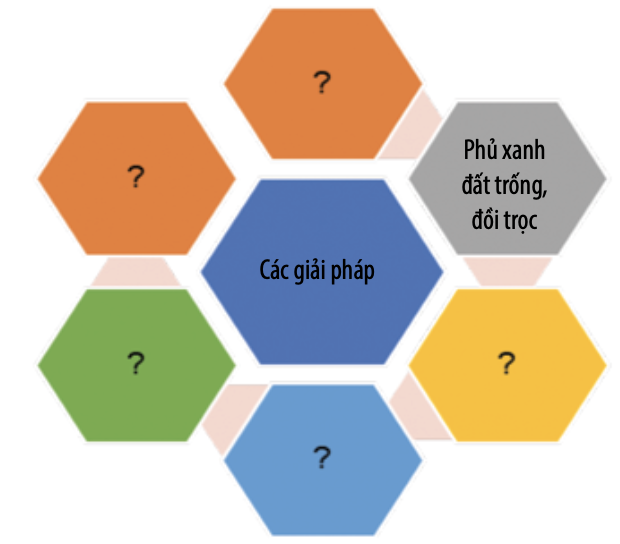 ?
?
Phủ xanh
đất trống,
đồi trọc
Các giải pháp
?
?
?